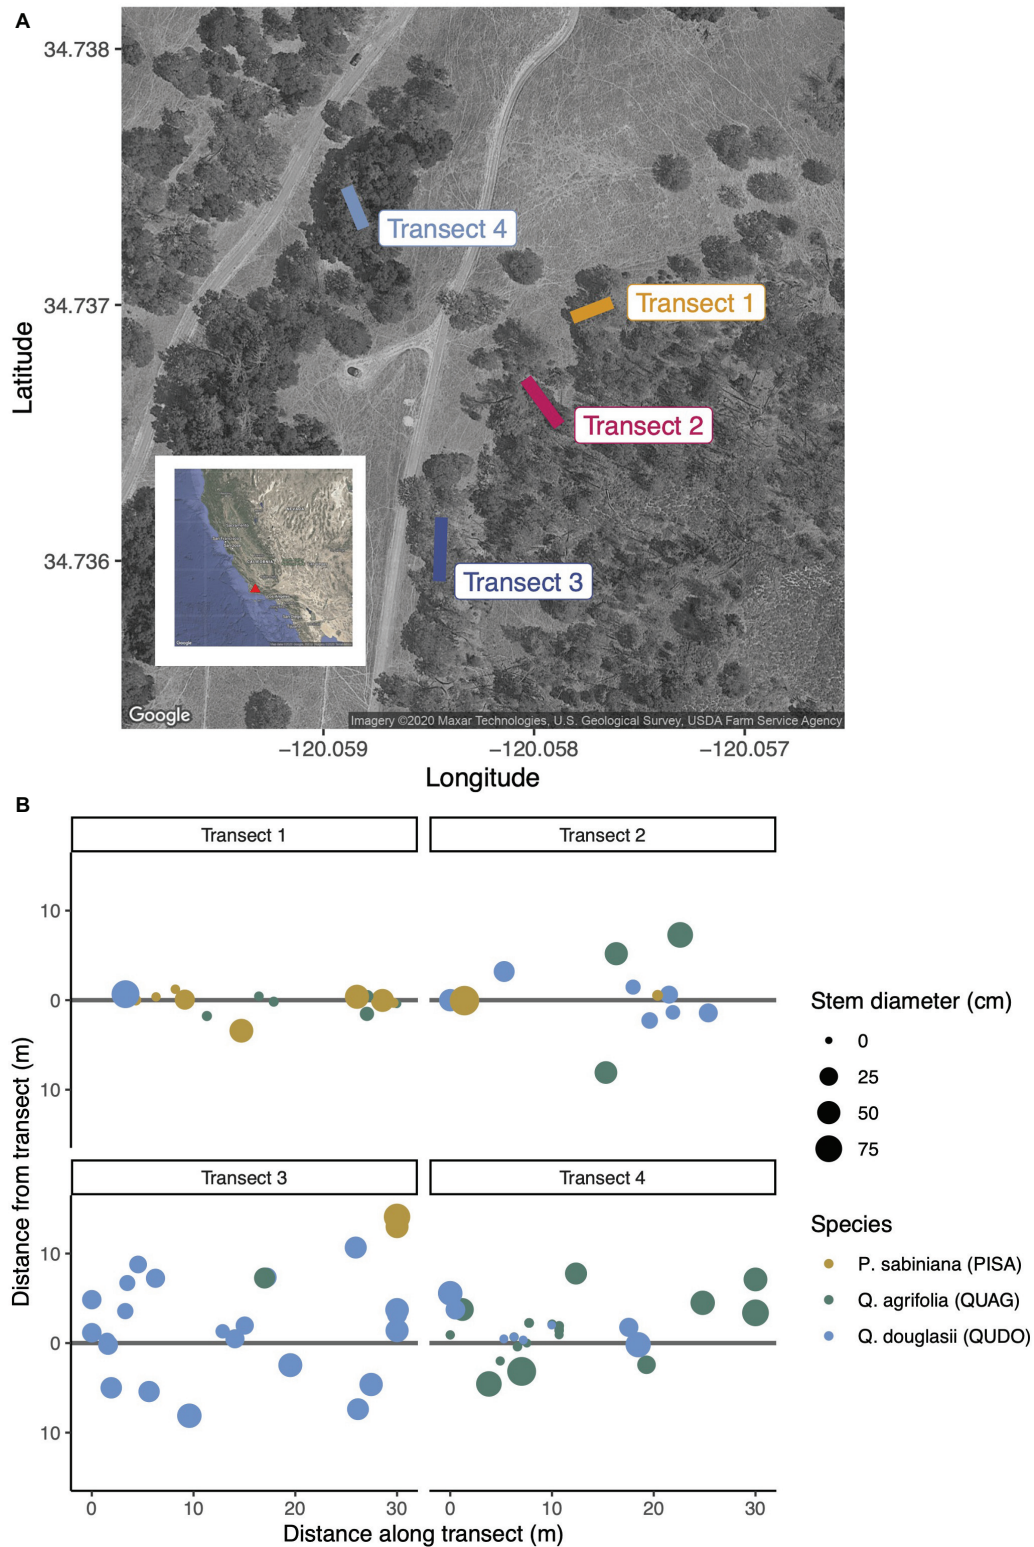 A
34.738
34.737
34.736
Latitude
Transect 4
Transect 1
Transect 2
Transect 3
Google
Google
Imagery ©2020 Maxar Technologies, U.S. Geological Survey, USDA Farm Service Agency
−120.059
−120.058
−120.057
Longitude
B
Transect 1
Transect 2
10
0
10
Transect 3
Transect 4
10
0
10
0
10
20
30
0
10
20
30
Distance from transect (m)
Distance along transect (m)
Stem diameter (cm)
0
25
50
75
Species
P. sabiniana (PISA)
Q. agrifolia (QUAG)
Q. douglasii (QUDO)